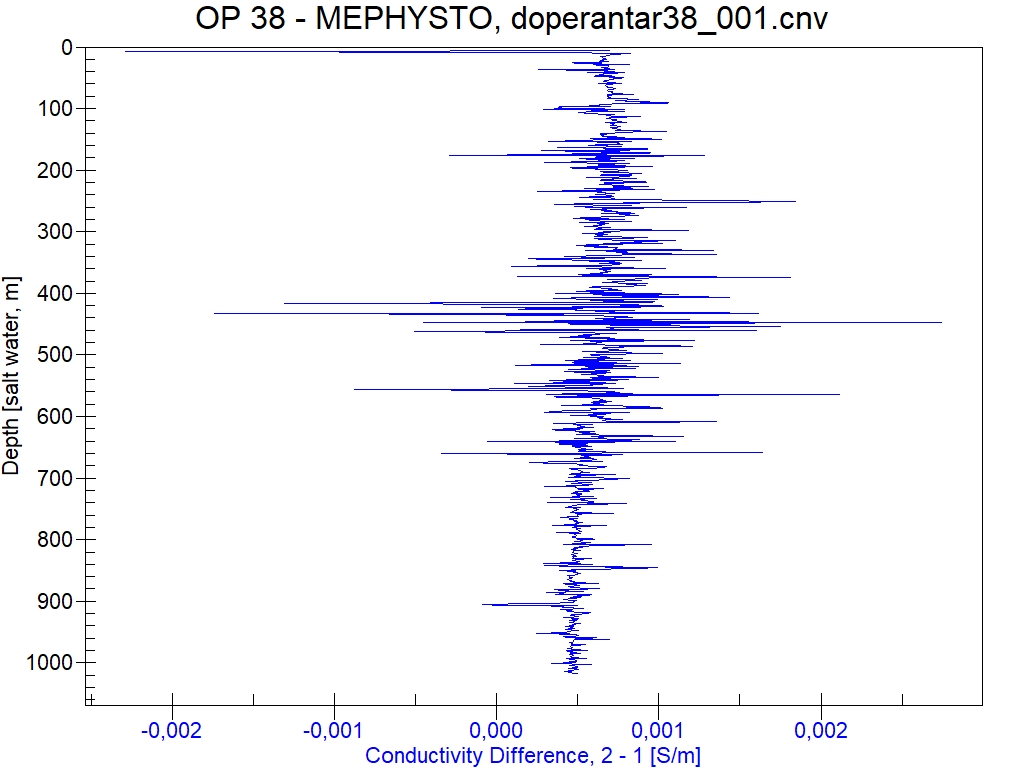 OP 38 - MEPHYSTO, doperantar38_001.cnv
0
100
200
300
400
500
600
700
800
900
1000
Depth [salt water, m]
-0,002 -0,001 0,000 0,001 0,002
Conductivity Difference, 2 - 1 [S/m]